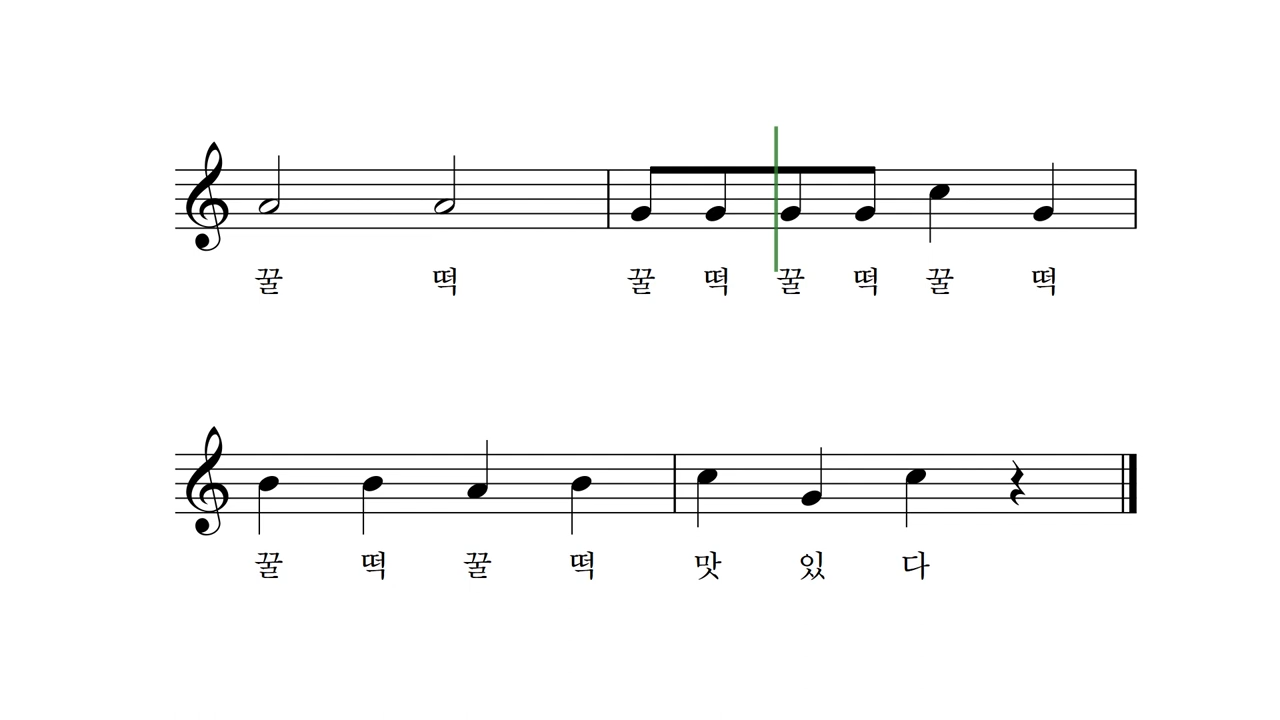 꿀 떡 꿀 떡 꿀 떡 꿀 떡
꿀 떡 꿀 떡 맛 있 다